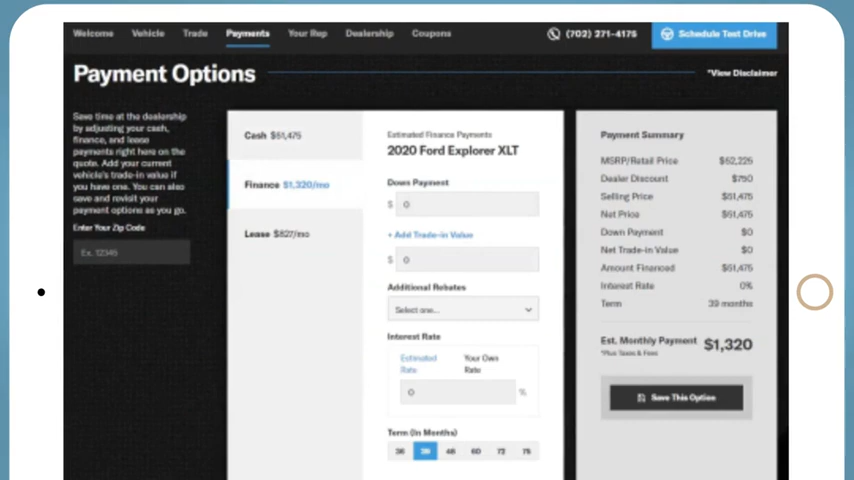 Welcome Vehicle Trade Payments Your Rep Dealership Coupons (702) 271-4175 Schedule Test Drive
Payment Options
*View Disclaimer
Save time at the dealership
by adjusting your cash,
finance, and lease
payments right here on the
quote. Add your current
vehicle's trade-in value if
you have one. You can also
save and revisit your
payment options as you go.
Enter Your Zip Code
Ex. 12345
Cash $51,475
Finance $1,320/mo
Lease $827/mo
Estimated Finance Payments
2020 Ford Explorer XLT
Down Payment
$ 0
+ Add Trade-in Value
$ 0
Additional Rebates
Select one...
Interest Rate
Estimated Rate
Your Own Rate
0 %
Term (In Months)
36 39 48 60 72 75
Payment Summary
MSRP/Retail Price $52,225
Dealer Discount $750
Selling Price $51,475
Net Price $51,475
Down Payment $0
Net Trade-in Value $0
Amount Financed $51,475
Interest Rate 0%
Term 39 months
Est. Monthly Payment $1,320
*Plus Taxes & Fees
Save This Option